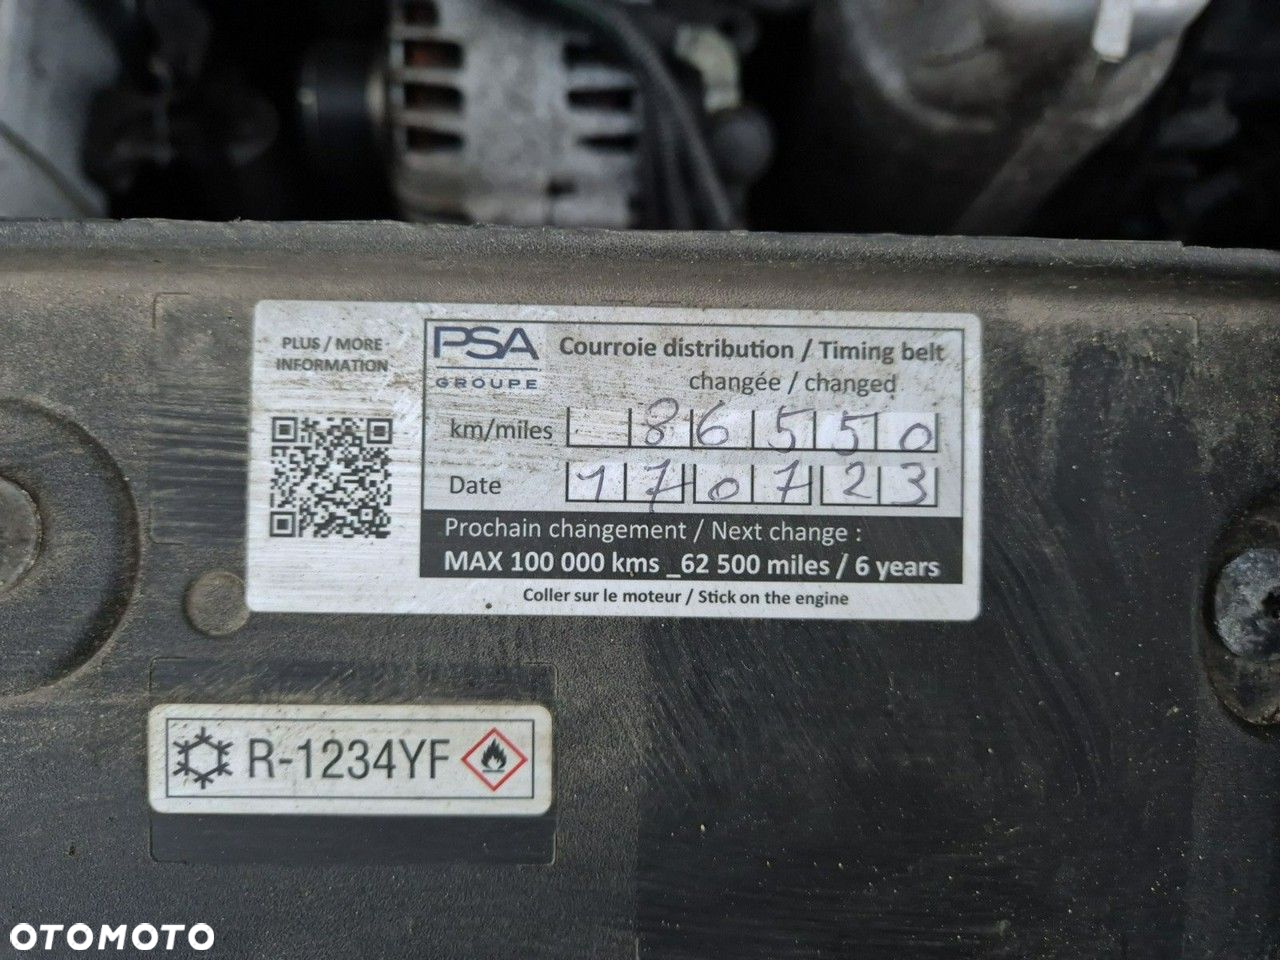 PLUS / MORE
INFORMATION
PSA
GROUPE
Courroie distribution / Timing belt
changée / changed
km/miles 86550
Date 170723
Prochain changement / Next change :
MAX 100 000 kms _62 500 miles / 6 years
Coller sur le moteur / Stick on the engine
R-1234YF
OTOMOTO